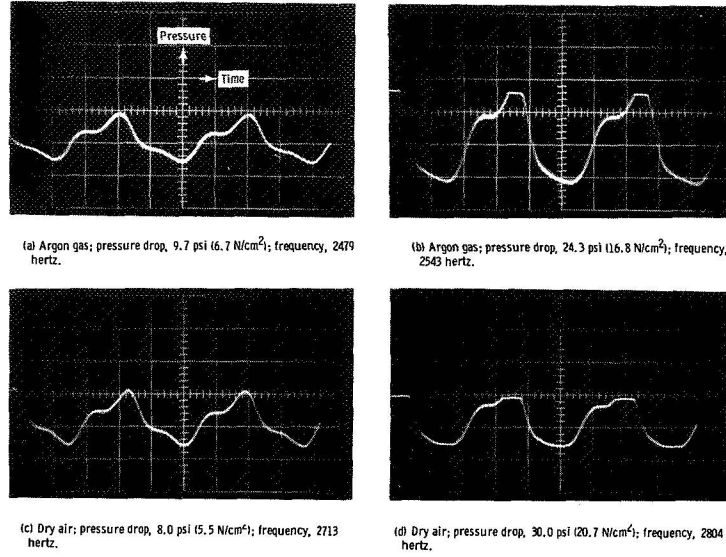 Pressure
Time
(a) Argon gas; pressure drop, 9.7 psi (6.7 N/cm²); frequency, 2479
hertz.
(b) Argon gas; pressure drop, 24.3 psi (16.8 N/cm²); frequency,
2543 hertz.
(c) Dry air; pressure drop, 8.0 psi (5.5 N/cm²); frequency, 2713
hertz.
(d) Dry air; pressure drop, 30.0 psi (20.7 N/cm²); frequency, 2804
hertz.